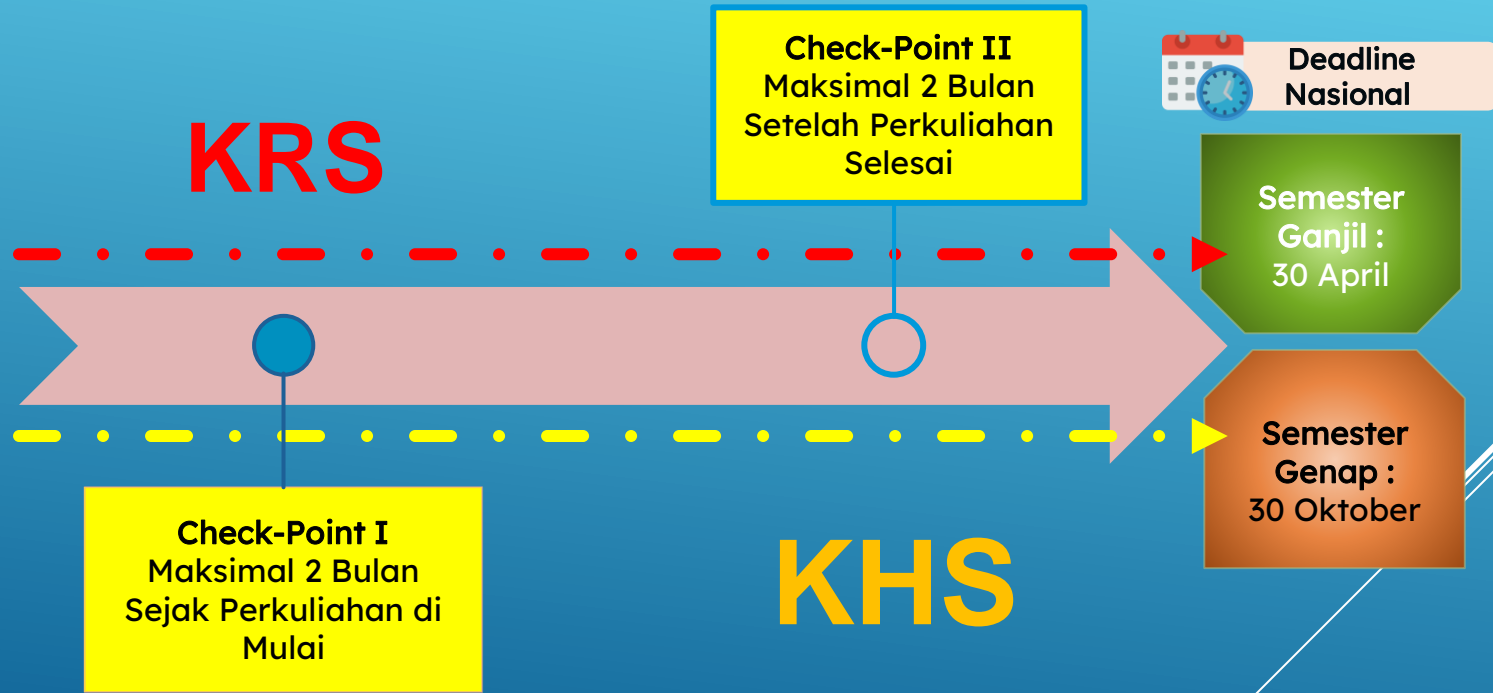 Check-Point II
Maksimal 2 Bulan
Setelah Perkuliahan
Selesai
Deadline
Nasional
KRS
Semester
Ganjil :
30 April
Semester
Genap :
30 Oktober
Check-Point I
Maksimal 2 Bulan
Sejak Perkuliahan di
Mulai
KHS